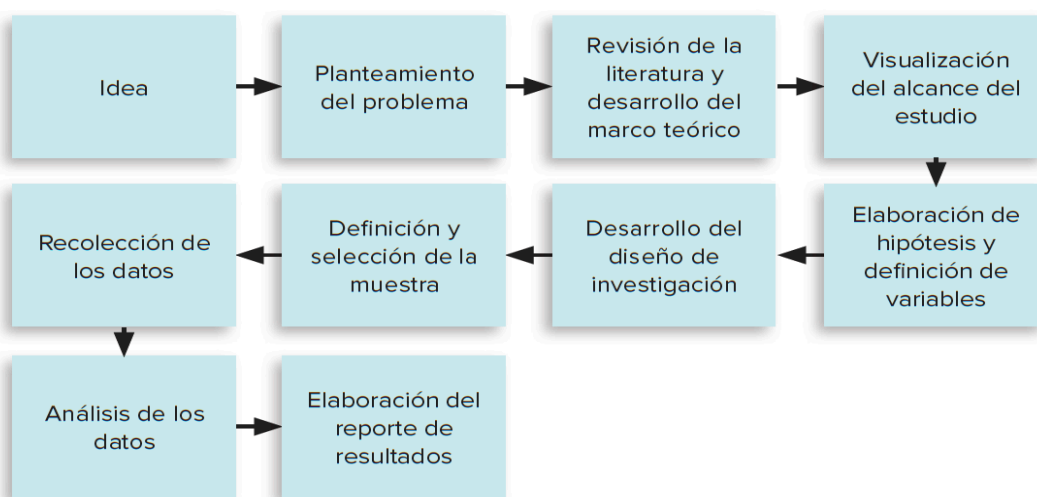 Idea
Planteamiento
del problema
Revisión de la
literatura y
desarrollo del
marco teórico
Visualización
del alcance del
estudio
Elaboración de
hipótesis y
definición de
variables
Desarrollo del
diseño de
investigación
Definición y
selección de la
muestra
Recolección de
los datos
Análisis de los
datos
Elaboración del
reporte de
resultados